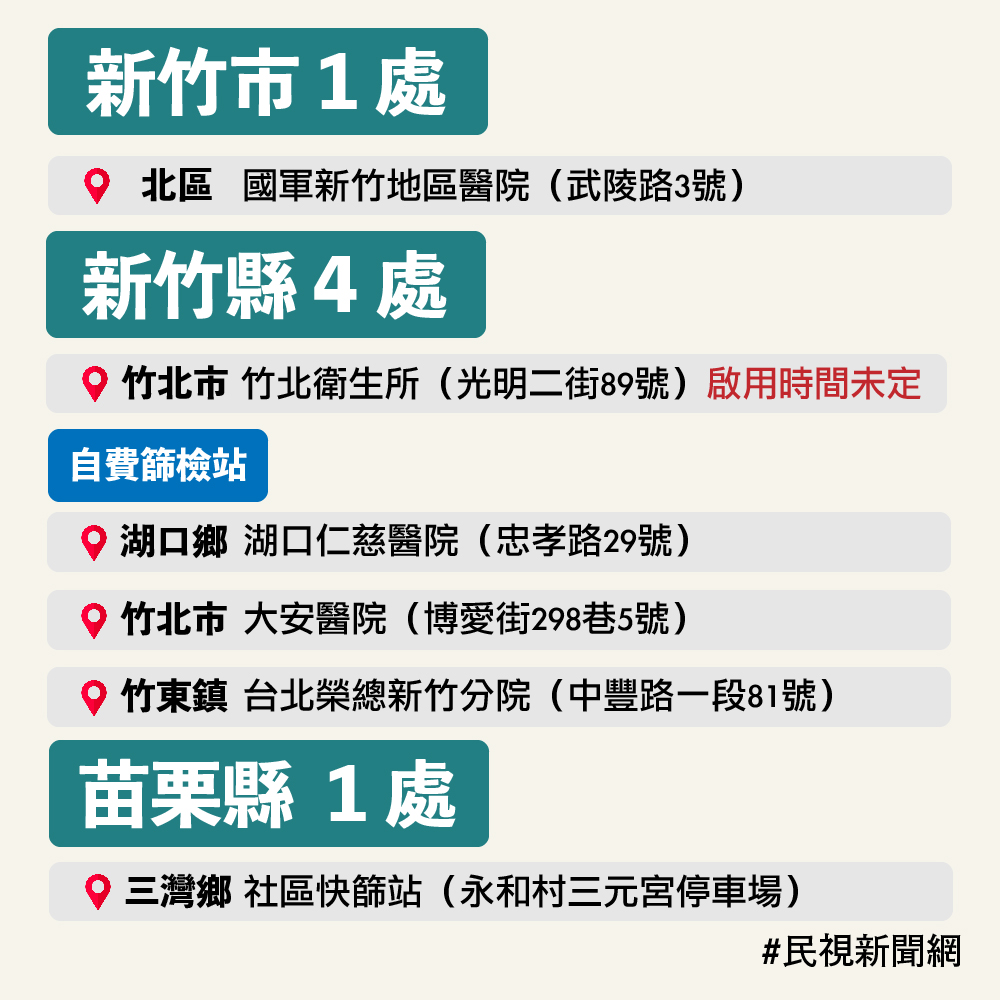 新竹市1處
北區 國軍新竹地區醫院（武陵路3號）
新竹縣4處
竹北市 竹北衛生所（光明二街89號）啟用時間未定
自費篩檢站
湖口鄉 湖口仁慈醫院（忠孝路29號）
竹北市 大安醫院（博愛街298巷5號）
竹東鎮 台北榮總新竹分院（中豐路一段81號）
苗栗縣 1處
三灣鄉 社區快篩站（永和村三元宮停車場）
#民視新聞網